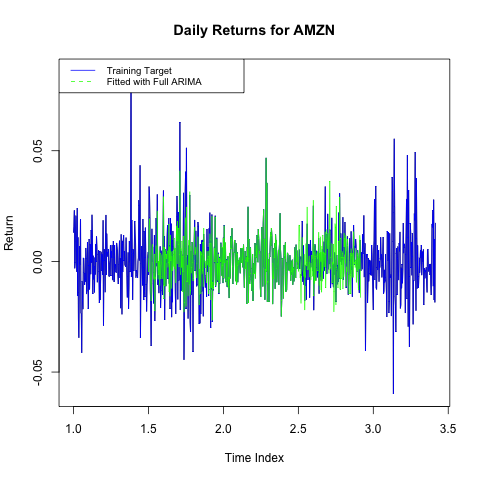 Daily Returns for AMZN
Training Target
Fitted with Full ARIMA
Return
0.05
0.00
-0.05
1.0 1.5 2.0 2.5 3.0 3.5
Time Index